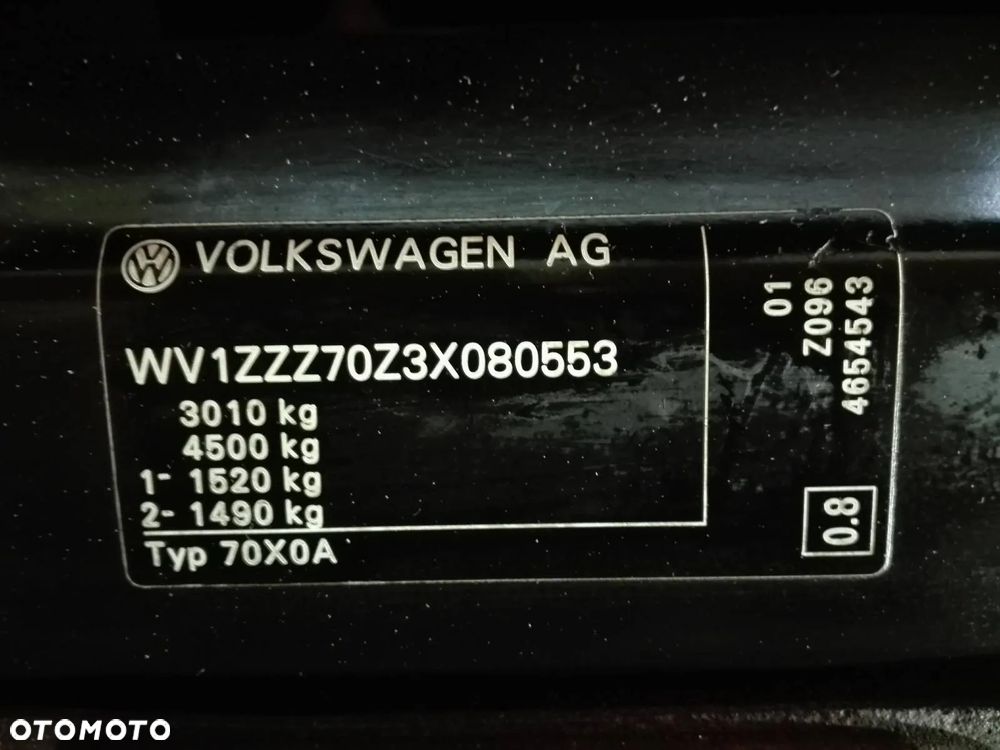 VOLKSWAGEN AG
WV1ZZZ70Z3X080553
3010 kg
4500 kg
1- 1520 kg
2- 1490 kg
Typ 70X0A
01
Z096
4654543
0.8
OTOMOTO